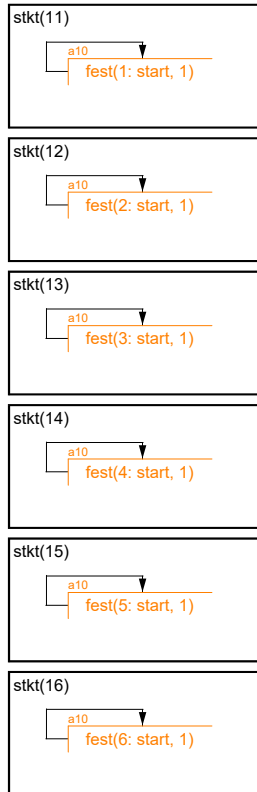 stkt(11)
a10
fest(1: start, 1)
stkt(12)
a10
fest(2: start, 1)
stkt(13)
a10
fest(3: start, 1)
stkt(14)
a10
fest(4: start, 1)
stkt(15)
a10
fest(5: start, 1)
stkt(16)
a10
fest(6: start, 1)